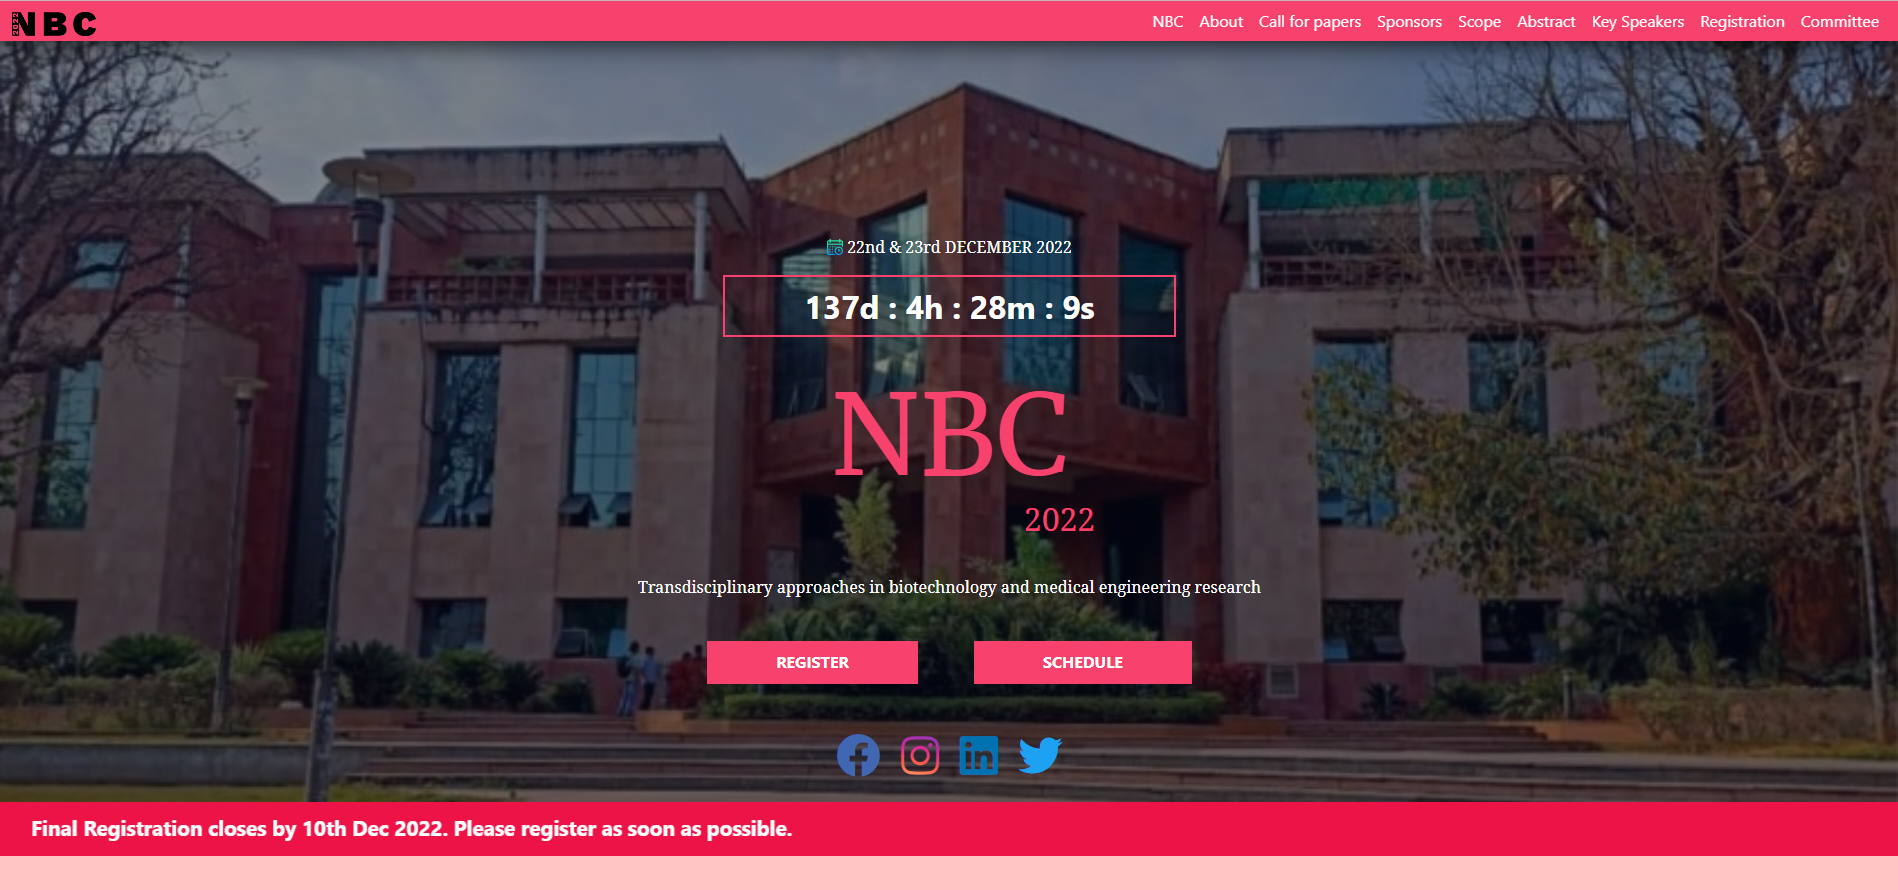 2022 NBC
NBC About Call for papers Sponsors Scope Abstract Key Speakers Registration Committee
22nd & 23rd DECEMBER 2022
137d : 4h : 28m : 9s
NBC
2022
Transdisciplinary approaches in biotechnology and medical engineering research
REGISTER SCHEDULE
Final Registration closes by 10th Dec 2022. Please register as soon as possible.